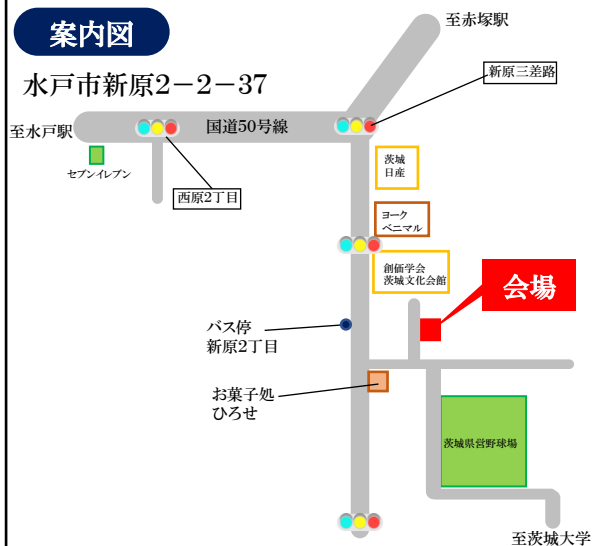 案内図
至赤塚駅
水戸市新原2－2－37
新原三差路
至水戸駅
国道50号線
セブンイレブン
西原2丁目
茨城
日産
ヨーク
ベニマル
創価学会
茨城文化会館
会場
バス停
新原2丁目
お菓子処
ひろせ
茨城県営野球場
至茨城大学